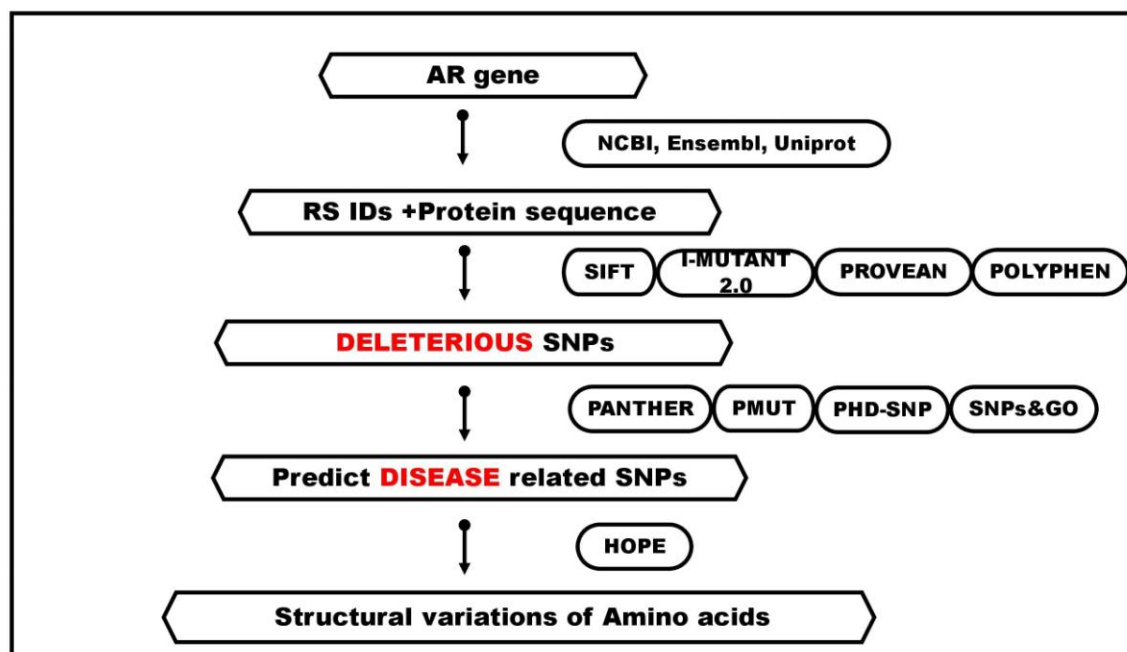 AR gene
NCBI, Ensembl, Uniprot
RS IDs +Protein sequence
SIFT
I-MUTANT
2.0
PROVEAN
POLYPHEN
DELETERIOUS SNPs
PANTHER
PMUT
PHD-SNP
SNPs&GO
Predict DISEASE related SNPs
HOPE
Structural variations of Amino acids